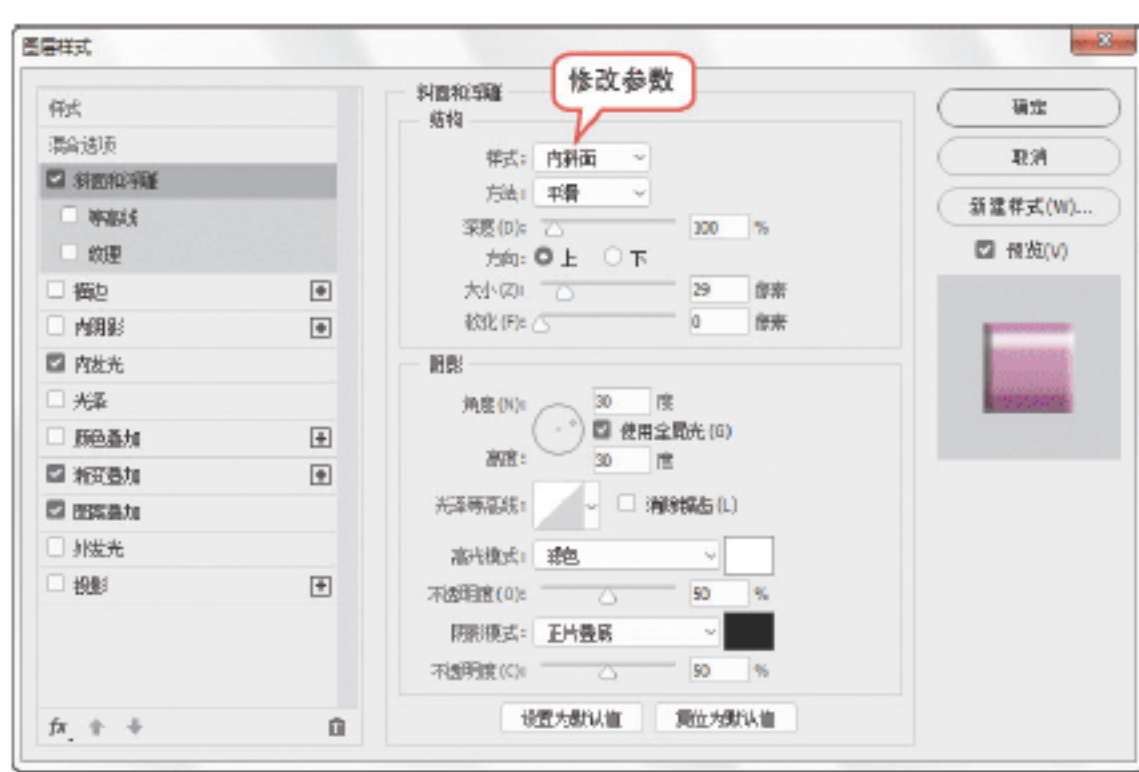 图层样式
修改参数
样式
混合选项
斜面和浮雕
等高线
纹理
描边
内阴影
内发光
光泽
颜色叠加
渐变叠加
图案叠加
外发光
投影
fx
斜面和浮雕
结构
样式: 内斜面
方法: 平滑
深度(D): 100 %
方向: 上 下
大小(Z): 29 像素
软化(F): 0 像素
阴影
角度(N): 30 度
使用全局光(G)
高度: 30 度
光泽等高线: 消除锯齿(L)
高光模式: 滤色
不透明度(O): 50 %
阴影模式: 正片叠底
不透明度(C): 50 %
设置为默认值 复位为默认值
确定
取消
新建样式(W)...
预览(V)